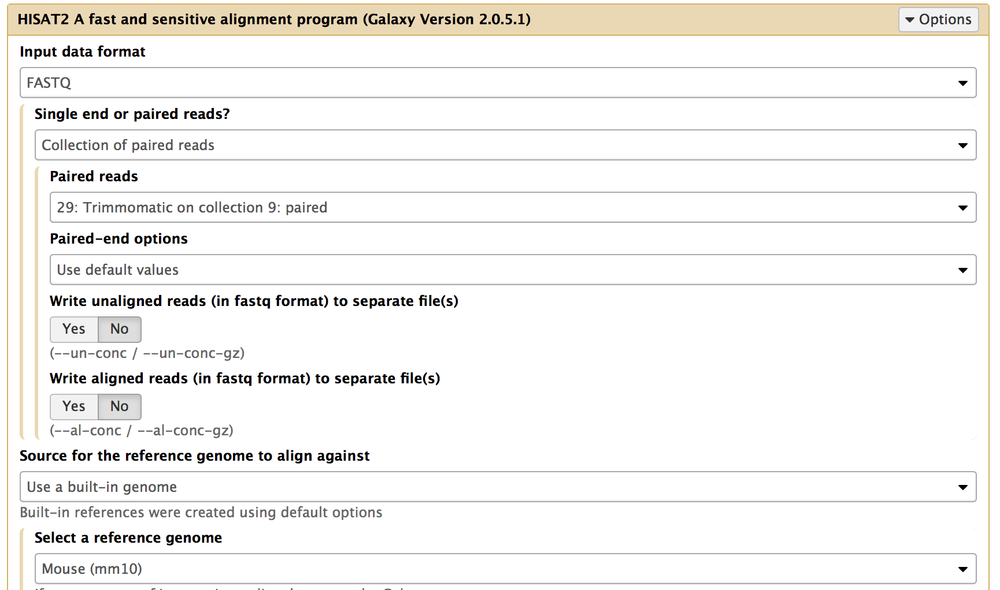 HISAT2 A fast and sensitive alignment program (Galaxy Version 2.0.5.1)
Options
Input data format
FASTQ
Single end or paired reads?
Collection of paired reads
Paired reads
29: Trimmomatic on collection 9: paired
Paired-end options
Use default values
Write unaligned reads (in fastq format) to separate file(s)
Yes No
(--un-conc / --un-conc-gz)
Write aligned reads (in fastq format) to separate file(s)
Yes No
(--al-conc / --al-conc-gz)
Source for the reference genome to align against
Use a built-in genome
Built-in references were created using default options
Select a reference genome
Mouse (mm10)